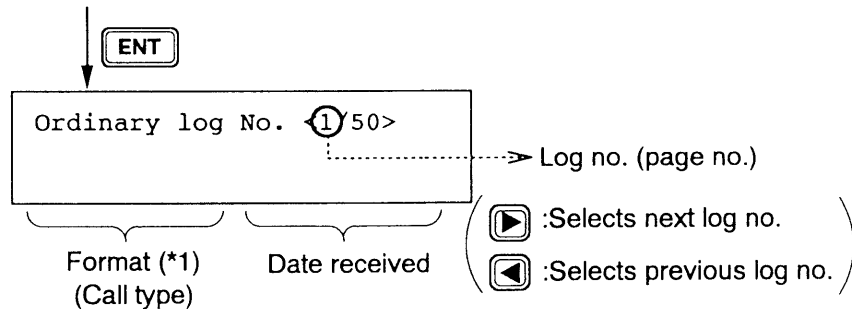 ENT
Ordinary log No. <1/50>
Log no. (page no.)
:Selects next log no.
:Selects previous log no.
Format (*1)
(Call type)
Date received